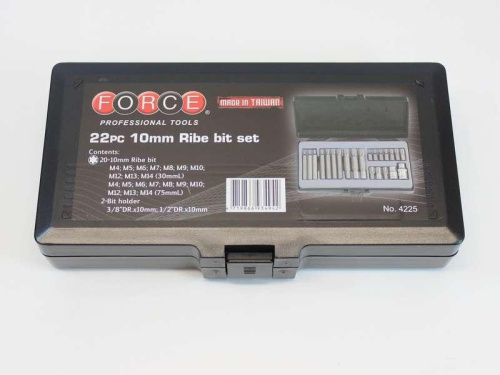 FORCE®
MADE IN TAIWAN
PROFESSIONAL TOOLS
22PC 10mm Ribe bit set
Contents:
20-10mm Ribe bit
M4; M5; M6; M7; M8; M9; M10;
M12; M13; M14 (30mmL)
M4; M5; M6; M7; M8; M9; M10;
M12; M13; M14 (75mmL)
2-Bit holder
3/8"DR.x10mm; 1/2"DR.x10mm
No. 4225